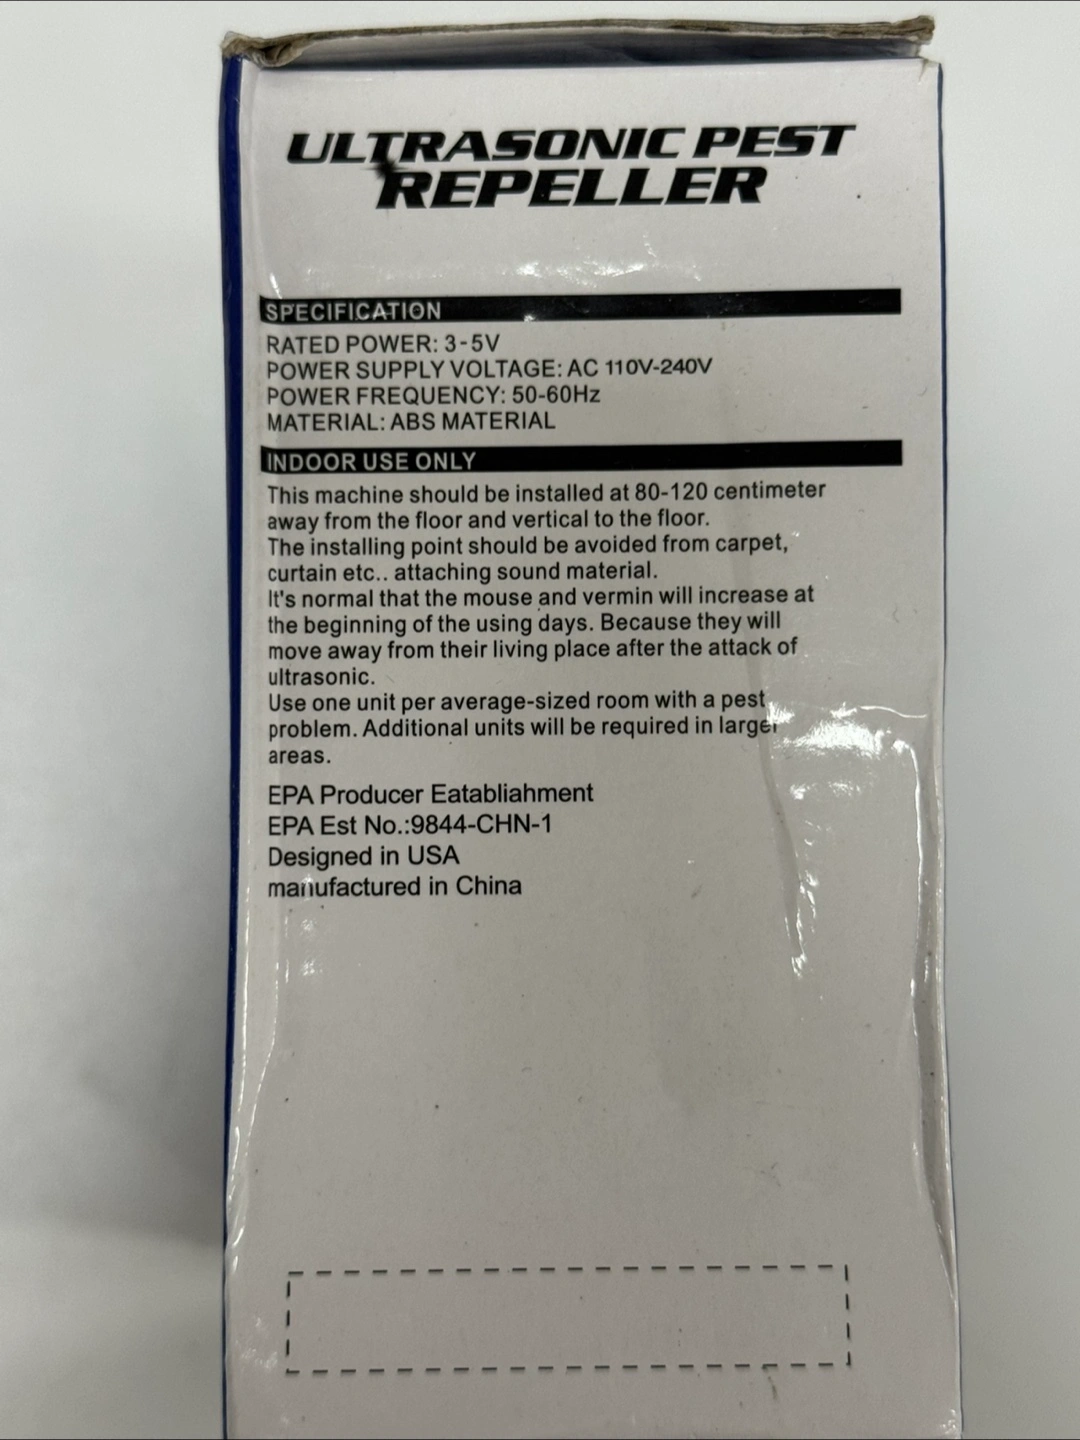 ULTRASONIC PEST
REPELLER
SPECIFICATION
RATED POWER: 3-5V
POWER SUPPLY VOLTAGE: AC 110V-240V
POWER FREQUENCY: 50-60Hz
MATERIAL: ABS MATERIAL
INDOOR USE ONLY
This machine should be installed at 80-120 centimeter
away from the floor and vertical to the floor.
The installing point should be avoided from carpet,
curtain etc.. attaching sound material.
It's normal that the mouse and vermin will increase at
the beginning of the using days. Because they will
move away from their living place after the attack of
ultrasonic.
Use one unit per average-sized room with a pest
problem. Additional units will be required in larger
areas.
EPA Producer Eatabliahment
EPA Est No.:9844-CHN-1
Designed in USA
manufactured in China